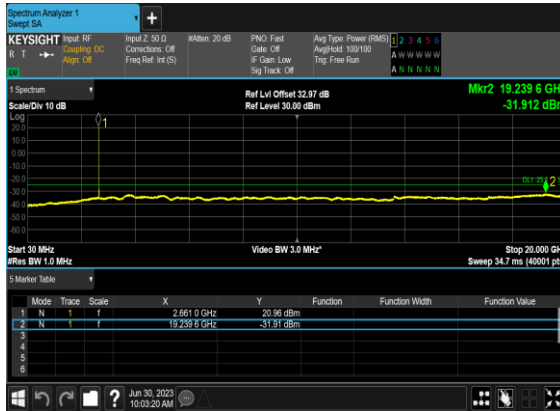 Spectrum Analyzer 1
Swept SA
+
KEYSIGHT
R T
Input: RF
Coupling: DC
Align: Off
Input Z: 50 Ω
Corrections: Off
Freq Ref: Int (S)
#Atten: 20 dB
PNO: Fast
Gate: Off
IF Gain: Low
Sig Track: Off
Avg Type: Power (RMS)
Avg|Hold: 100/100
Trig: Free Run
1 2 3 4 5 6
A W W W W W
A N N N N N
1 Spectrum
Scale/Div 10 dB
Ref Lvl Offset 32.97 dB
Ref Level 30.00 dBm
Mkr2 19.239 6 GHz
-31.912 dBm
Log
20.0
10.0
0.00
-10.0
-20.0
-30.0
-40.0
-50.0
-60.0
1
2
Start 30 MHz
#Res BW 1.0 MHz
Video BW 3.0 MHz*
Stop 20.000 GHz
Sweep 34.7 ms (40001 pts)
5 Marker Table
Mode Trace Scale X Y Function Function Width Function Value
1 N 1 f 2.661 0 GHz 20.96 dBm
2 N 1 f 19.239 6 GHz -31.91 dBm
3
4
5
6
?
Jun 30, 2023
10:03:20 AM